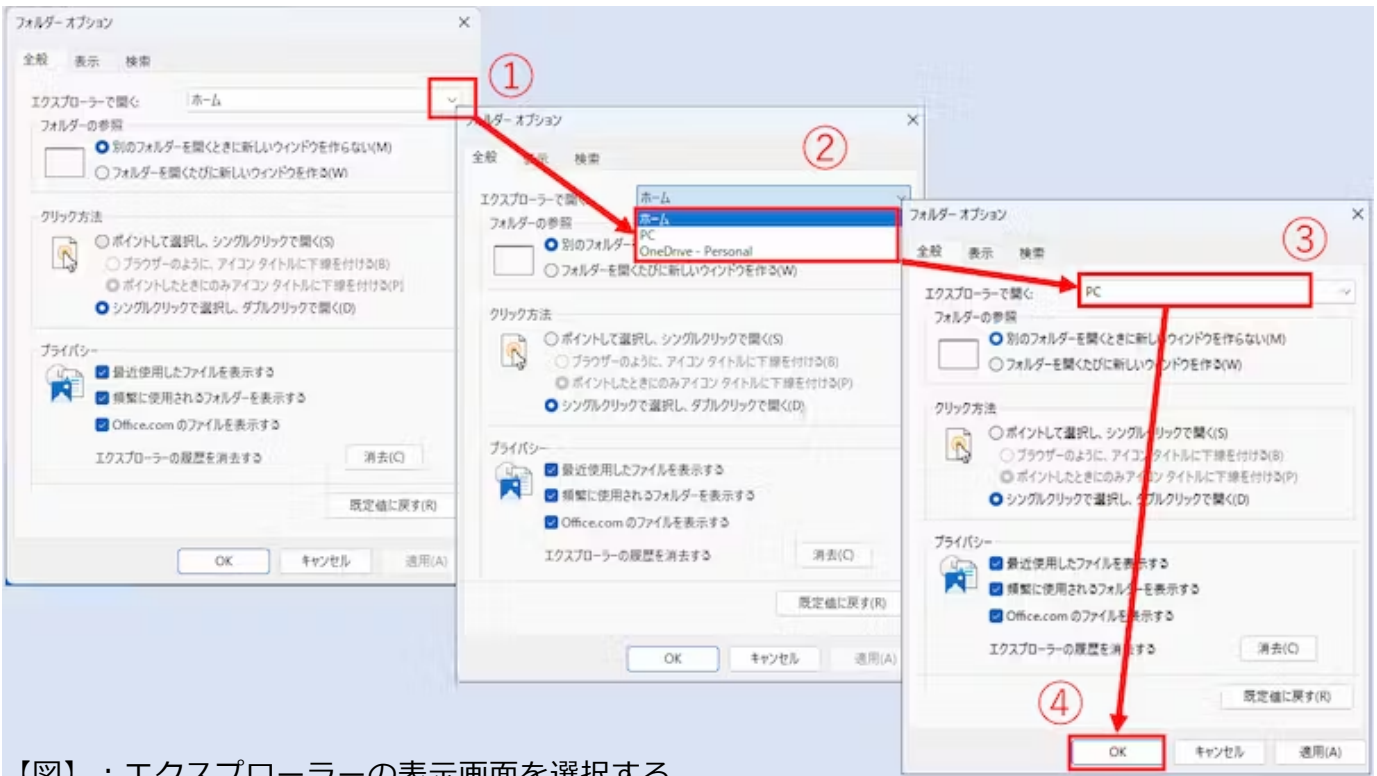 フォルダー オプション
全般 表示 検索
エクスプローラーで開く: ホーム
フォルダーの参照
別のフォルダーを開くときに新しいウィンドウを作らない(M)
フォルダーを開くたびに新しいウィンドウを作る(W)
クリック方法
ポイントして選択し、シングルクリックで開く(S)
ブラウザーのように、アイコン タイトルに下線を付ける(B)
ポイントしたときにのみアイコン タイトルに下線を付ける(P)
シングルクリックで選択し、ダブルクリックで開く(D)
プライバシー
最近使用したファイルを表示する
頻繁に使用されるフォルダーを表示する
Office.com のファイルを表示する
エクスプローラーの履歴を消去する 消去(C)
既定値に戻す(R)
OK キャンセル 適用(A)
①
フォルダー オプション
②
全般 表示 検索
エクスプローラーで開く ホーム
ホーム
PC
OneDrive - Personal
フォルダーの参照
別のフォルダー
フォルダーを開くたびに新しいウィンドウを作る(W)
クリック方法
ポイントして選択し、シングルクリックで開く(S)
ブラウザーのように、アイコン タイトルに下線を付ける(B)
ポイントしたときにのみアイコン タイトルに下線を付ける(P)
シングルクリックで選択し、ダブルクリックで開く(D)
プライバシー
最近使用したファイルを表示する
頻繁に使用されるフォルダーを表示する
Office.com のファイルを表示する
エクスプローラーの履歴を消去する 消去(C)
既定値に戻す(R)
OK キャンセル 適用(A)
フォルダー オプション
③
全般 表示 検索
エクスプローラーで開く: PC
フォルダーの参照
別のフォルダーを開くときに新しいウィンドウを作らない(M)
フォルダーを開くたびに新しいウィンドウを作る(W)
クリック方法
ポイントして選択し、シングルクリックで開く(S)
ブラウザーのように、アイコン タイトルに下線を付ける(B)
ポイントしたときにのみアイコン タイトルに下線を付ける(P)
シングルクリックで選択し、ダブルクリックで開く(D)
プライバシー
最近使用したファイルを表示する
頻繁に使用されるフォルダーを表示する
Office.com のファイルを表示する
エクスプローラーの履歴を消去する 消去(C)
既定値に戻す(R)
④
OK キャンセル 適用(A)
【図】:エクスプローラーの表示画面を選択する